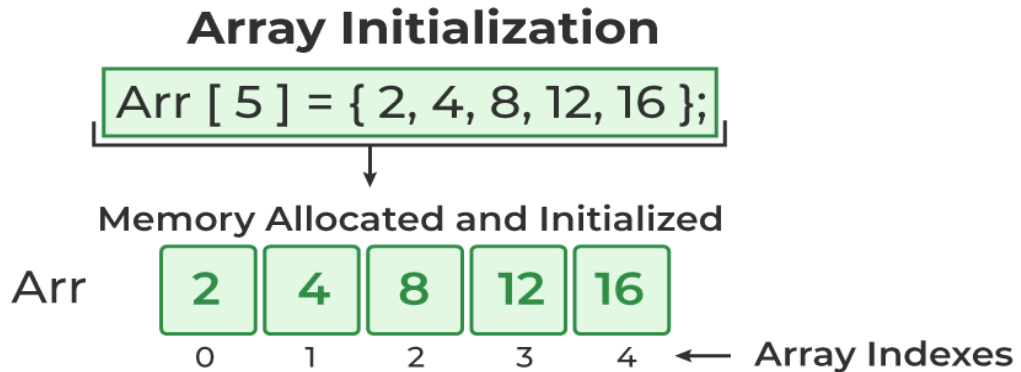 Array Initialization
Arr [ 5 ] = { 2, 4, 8, 12, 16 };
Memory Allocated and Initialized
Arr 2 4 8 12 16
0 1 2 3 4 Array Indexes